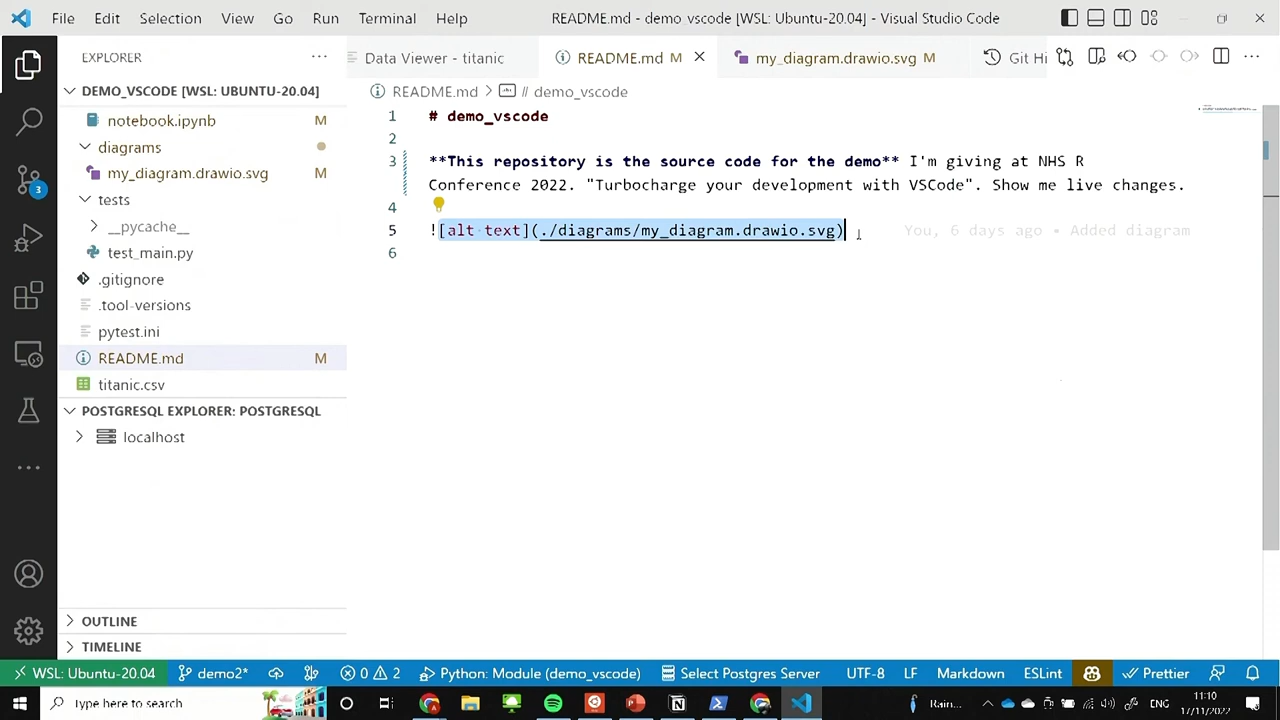 File Edit Selection View Go Run Terminal Help README.md - demo_vscode [WSL: Ubuntu-20.04] - Visual Studio Code
EXPLORER ···
Data Viewer - titanic
README.md M
my_diagram.drawio.svg M
Git Hi
DEMO_VSCODE [WSL: UBUNTU-20.04]
notebook.ipynb M
diagrams
my_diagram.drawio.svg M
tests
__pycache__
test_main.py
.gitignore
.tool-versions
pytest.ini
README.md M
titanic.csv
POSTGRESQL EXPLORER: POSTGRESQL
localhost
OUTLINE
TIMELINE
3
README.md > # demo_vscode
1 # demo_vscode
2
3 **This repository is the source code for the demo** I'm giving at NHS R
Conference 2022. "Turbocharge your development with VSCode". Show me live changes.
4
5 ![alt text](./diagrams/my_diagram.drawio.svg) You, 6 days ago • Added diagram
6
WSL: Ubuntu-20.04 demo2* 0 2 Python: Module (demo_vscode) Select Postgres Server UTF-8 LF Markdown ESLint Prettier
Type here to search Rain... ENG 11:10
17/11/2022